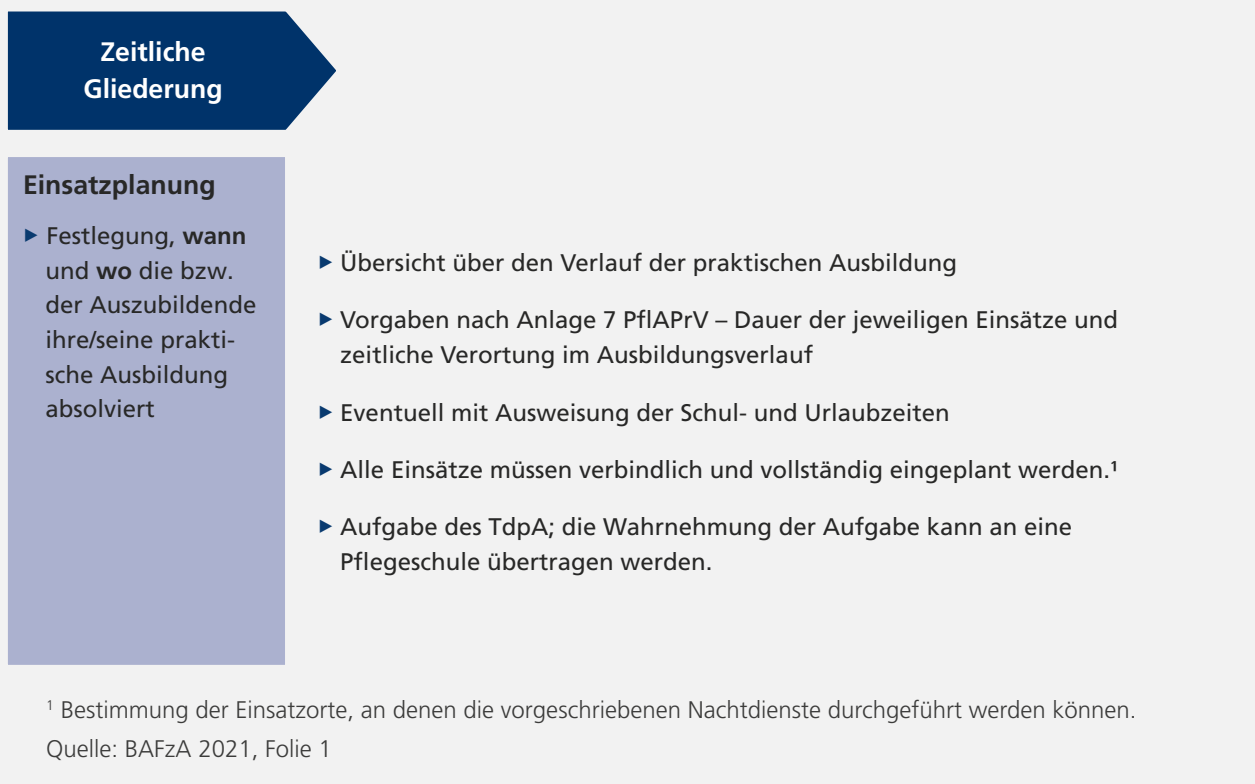 Zeitliche
Gliederung
Einsatzplanung
▶ Festlegung, wann
und wo die bzw.
der Auszubildende
ihre/seine prakti-
sche Ausbildung
absolviert
▶ Übersicht über den Verlauf der praktischen Ausbildung
▶ Vorgaben nach Anlage 7 PflAPrV – Dauer der jeweiligen Einsätze und
zeitliche Verortung im Ausbildungsverlauf
▶ Eventuell mit Ausweisung der Schul- und Urlaubzeiten
▶ Alle Einsätze müssen verbindlich und vollständig eingeplant werden.¹
▶ Aufgabe des TdpA; die Wahrnehmung der Aufgabe kann an eine
Pflegeschule übertragen werden.
¹ Bestimmung der Einsatzorte, an denen die vorgeschriebenen Nachtdienste durchgeführt werden können.
Quelle: BAFzA 2021, Folie 1